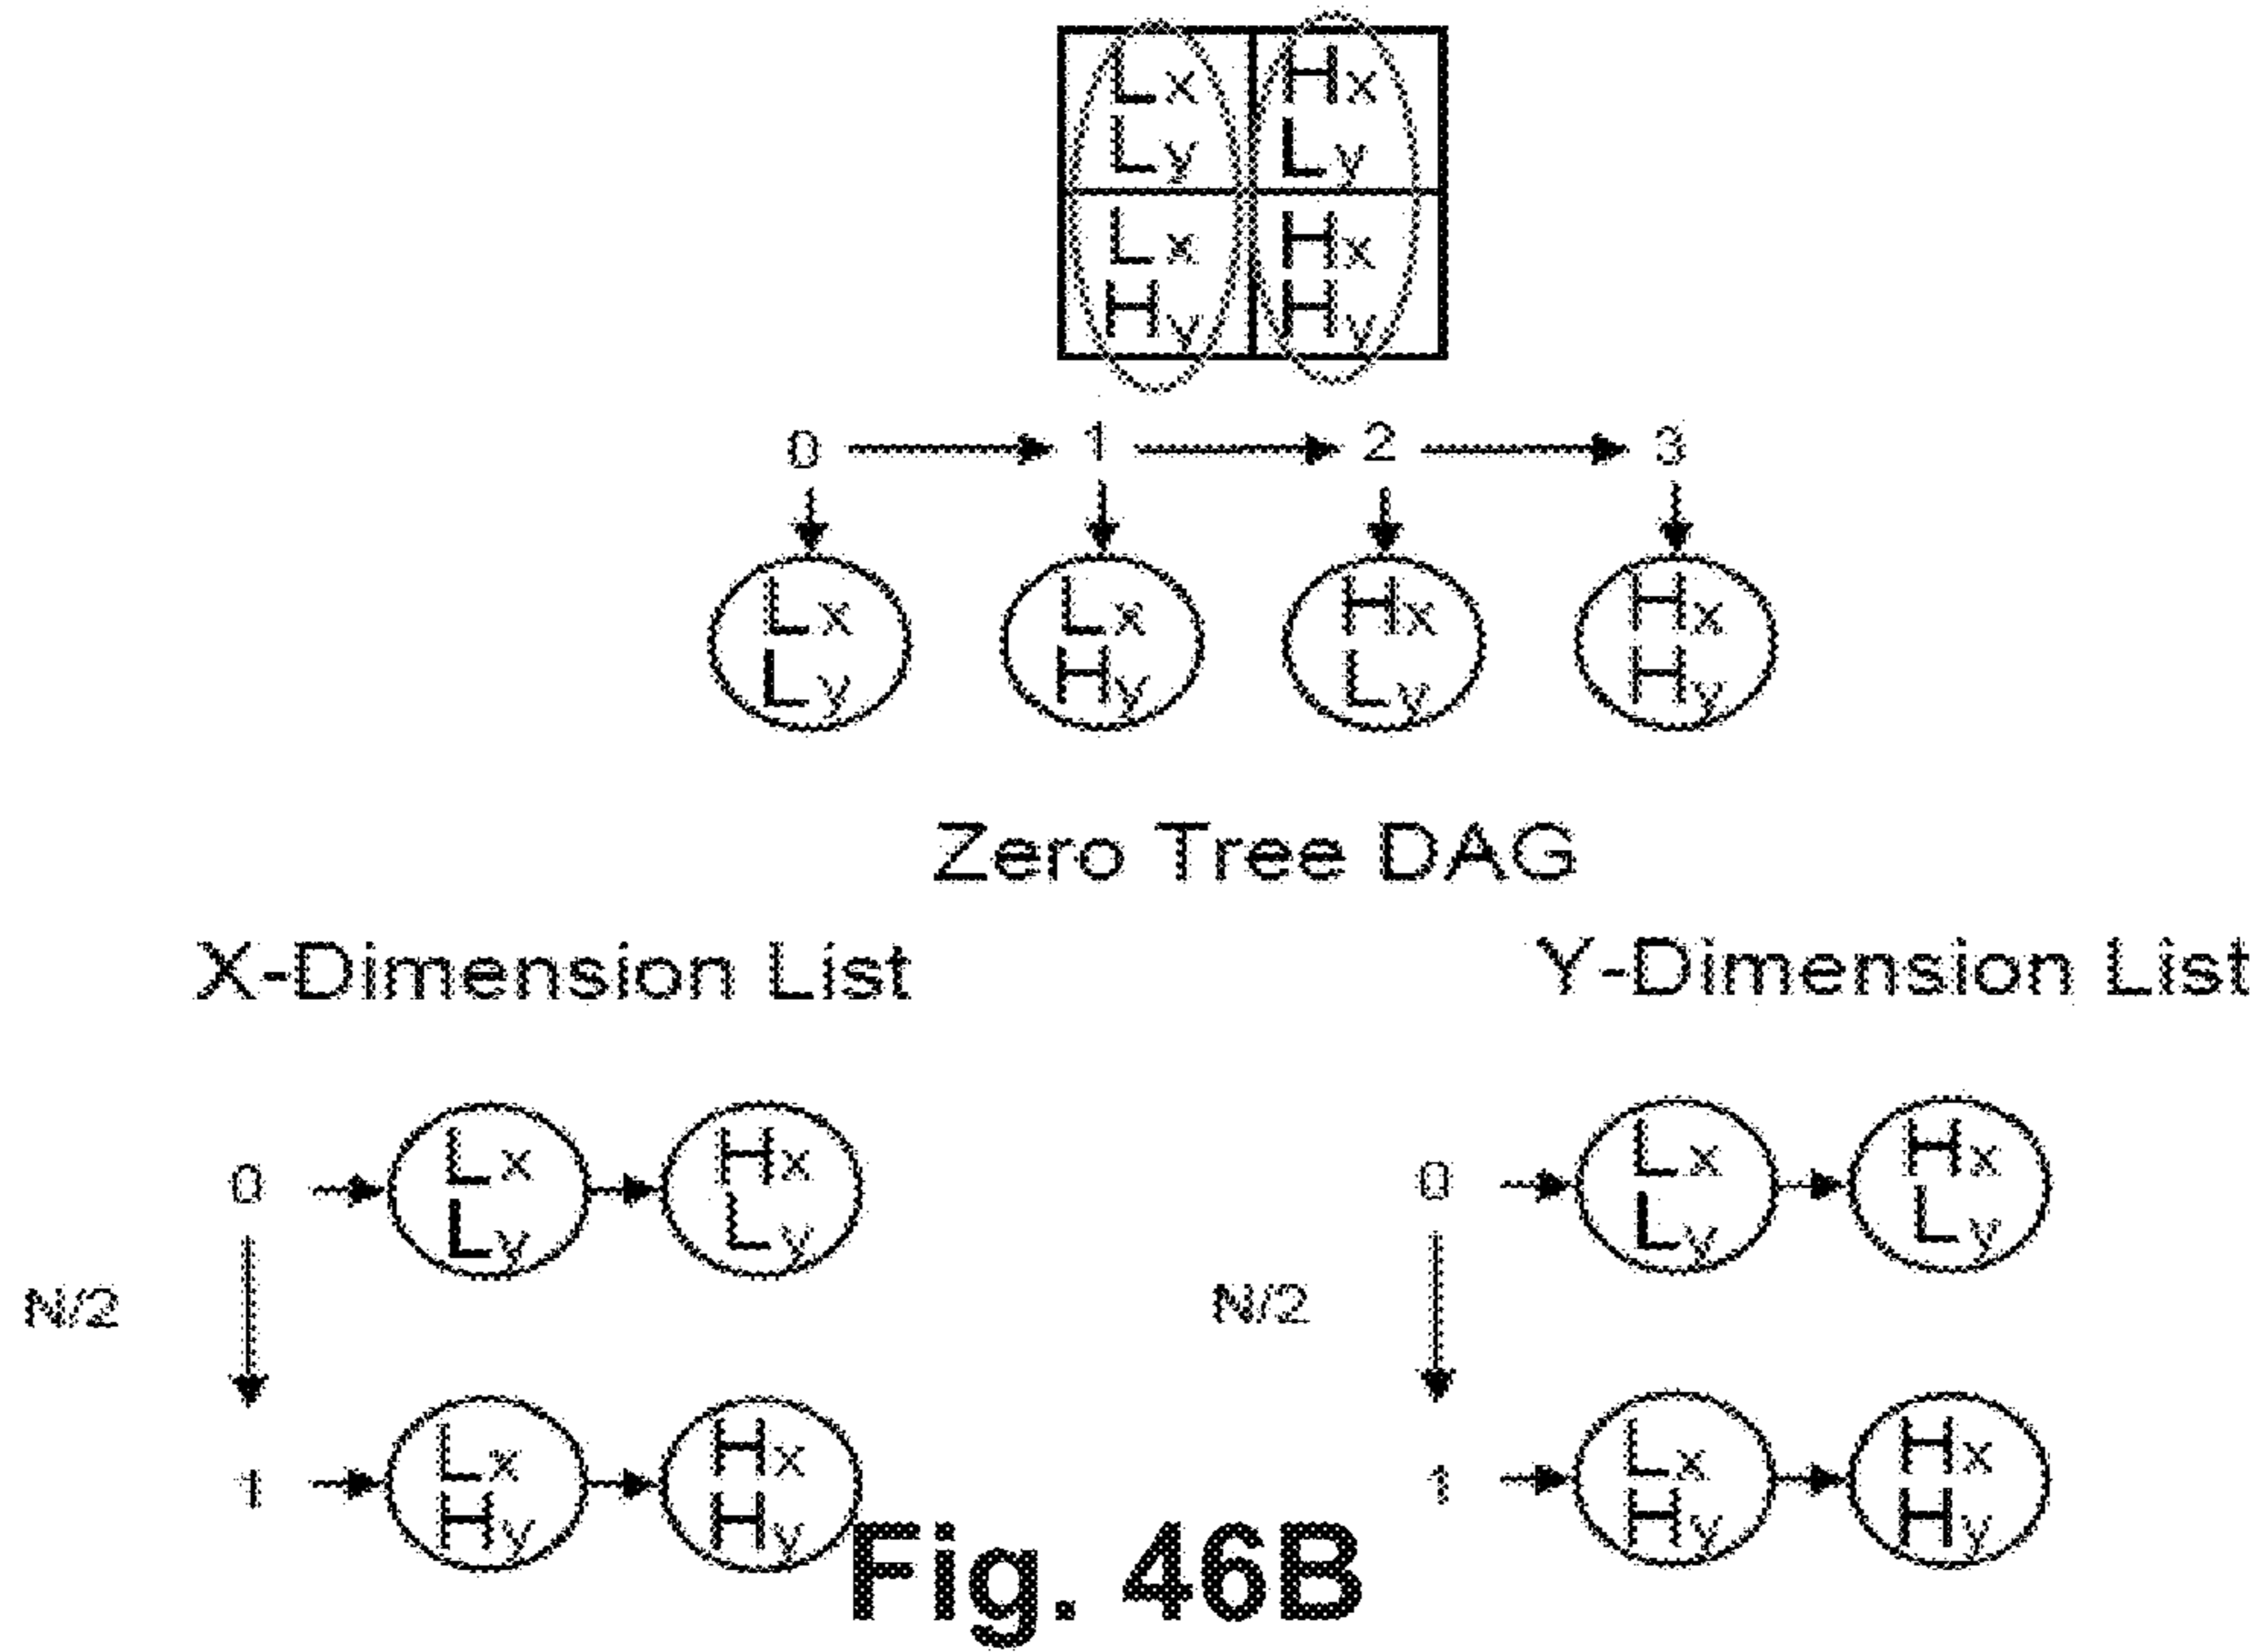 Lx Hx
Ly Ly
Lx Hx
Hy Hy
0 1 2 3
Lx Lx Hx Hx
Ly Hy Ly Hy
Zero Tree DAG
X-Dimension List Y-Dimension List
0 Lx Hx 0 Lx Hx
Ly Ly Ly Ly
N/2 N/2
1 Lx Hx 1 Lx Hx
Hy Hy Hy Hy
Fig. 46B